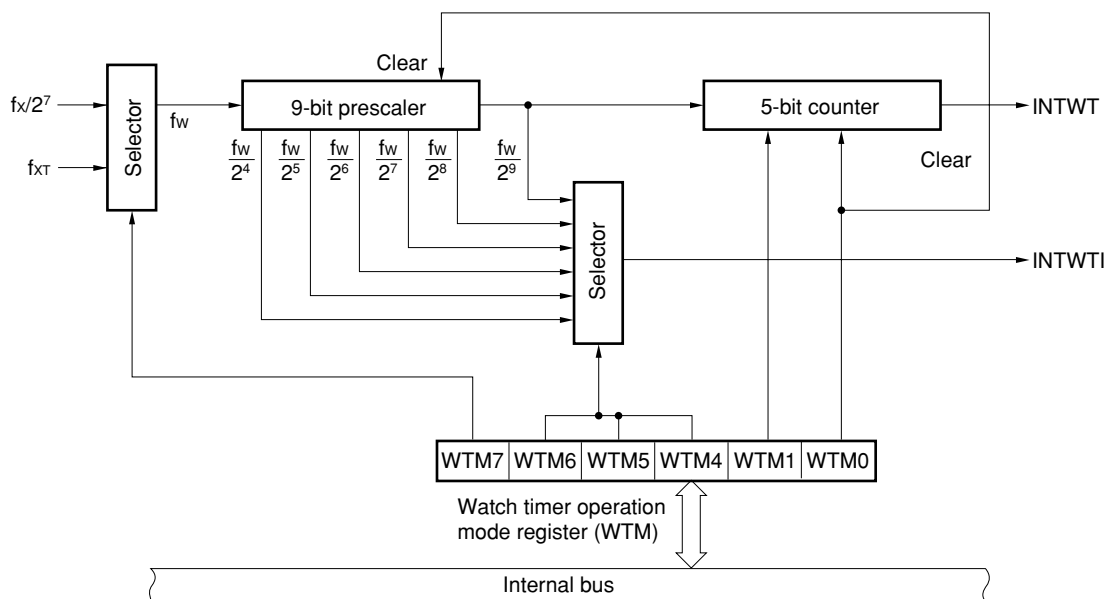 Clear
fX/2⁷
fXT
Selector
fW
9-bit prescaler
5-bit counter
INTWT
Clear
fW/2⁴ fW/2⁵ fW/2⁶ fW/2⁷ fW/2⁸ fW/2⁹
Selector
INTWTI
WTM7 WTM6 WTM5 WTM4 WTM1 WTM0
Watch timer operation
mode register (WTM)
Internal bus